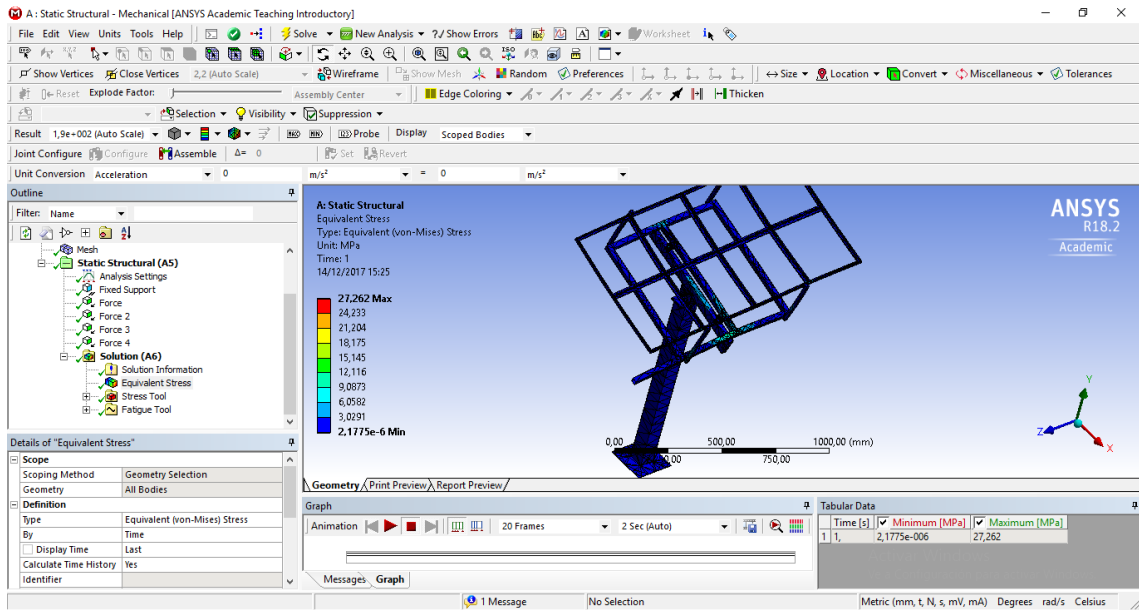 A : Static Structural - Mechanical [ANSYS Academic Teaching Introductory]
File Edit View Units Tools Help Solve New Analysis ?/ Show Errors Worksheet
Show Vertices Close Vertices 2,2 (Auto Scale) Wireframe Show Mesh Random Preferences Size Location Convert Miscellaneous Tolerances
Reset Explode Factor: Assembly Center Edge Coloring Thicken
Selection Visibility Suppression
Result 1,9e+002 (Auto Scale) Probe Display Scoped Bodies
Joint Configure Configure Assemble Δ= 0 Set Revert
Unit Conversion Acceleration 0 m/s² = 0 m/s²
Outline
Filter: Name
Mesh
Static Structural (A5)
Analysis Settings
Fixed Support
Force
Force 2
Force 3
Force 4
Solution (A6)
Solution Information
Equivalent Stress
Stress Tool
Fatigue Tool
Details of "Equivalent Stress"
Scope
Scoping Method Geometry Selection
Geometry All Bodies
Definition
Type Equivalent (von-Mises) Stress
By Time
Display Time Last
Calculate Time History Yes
Identifier
A: Static Structural
Equivalent Stress
Type: Equivalent (von-Mises) Stress
Unit: MPa
Time: 1
14/12/2017 15:25
27,262 Max
24,233
21,204
18,175
15,145
12,116
9,0873
6,0582
3,0291
2,1775e-6 Min
ANSYS
R18.2
Academic
Y
Z
X
0,00 500,00 1000,00 (mm)
750,00
Geometry Print Preview Report Preview
Graph
Animation 20 Frames 2 Sec (Auto)
Messages Graph
Tabular Data
Time [s] Minimum [MPa] Maximum [MPa]
1 1, 2,1775e-006 27,262
1 Message No Selection Metric (mm, t, N, s, mV, mA) Degrees rad/s Celsius